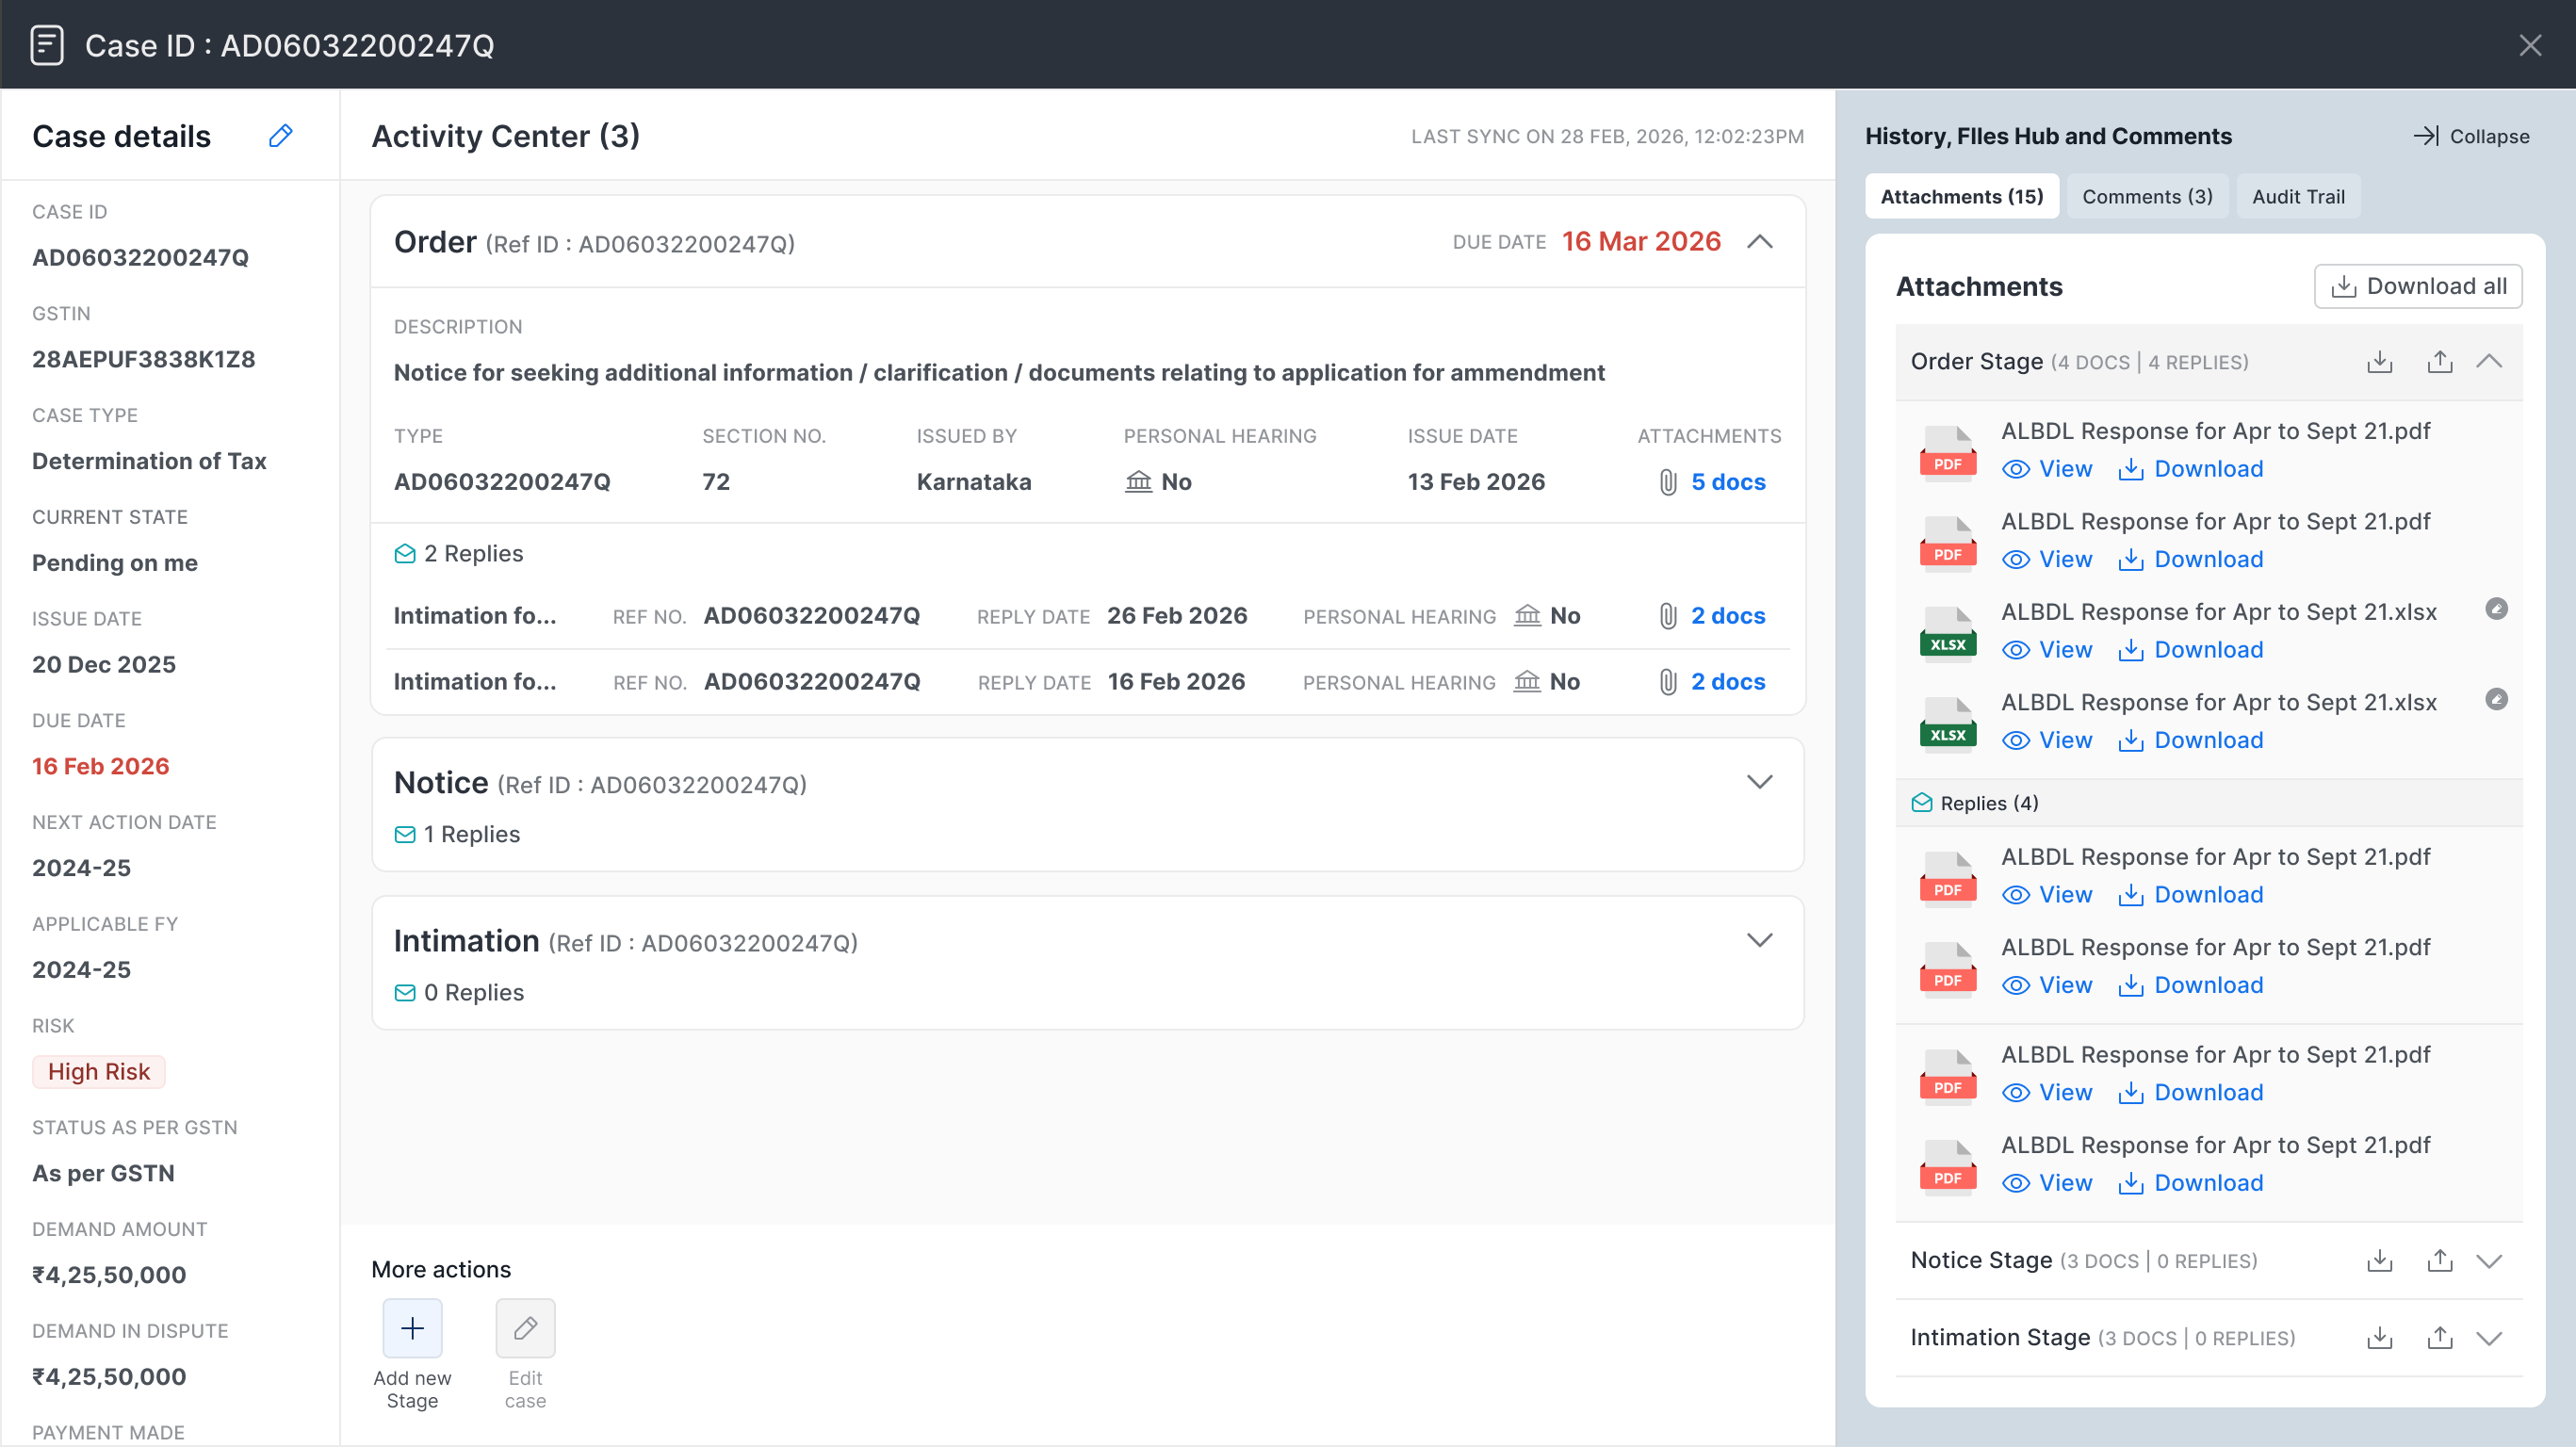 Case ID : AD06032200247Q
Case details
CASE ID
AD06032200247Q
GSTIN
28AEPUF3838K1Z8
CASE TYPE
Determination of Tax
CURRENT STATE
Pending on me
ISSUE DATE
20 Dec 2025
DUE DATE
16 Feb 2026
NEXT ACTION DATE
2024-25
APPLICABLE FY
2024-25
RISK
High Risk
STATUS AS PER GSTN
As per GSTN
DEMAND AMOUNT
₹4,25,50,000
DEMAND IN DISPUTE
₹4,25,50,000
PAYMENT MADE
Activity Center (3)
LAST SYNC ON 28 FEB, 2026, 12:02:23PM
Order (Ref ID : AD06032200247Q)
DUE DATE 16 Mar 2026
DESCRIPTION
Notice for seeking additional information / clarification / documents relating to application for ammendment
TYPE SECTION NO. ISSUED BY PERSONAL HEARING ISSUE DATE ATTACHMENTS
AD06032200247Q 72 Karnataka No 13 Feb 2026 5 docs
2 Replies
Intimation fo... REF NO. AD06032200247Q REPLY DATE 26 Feb 2026 PERSONAL HEARING No 2 docs
Intimation fo... REF NO. AD06032200247Q REPLY DATE 16 Feb 2026 PERSONAL HEARING No 2 docs
Notice (Ref ID : AD06032200247Q)
1 Replies
Intimation (Ref ID : AD06032200247Q)
0 Replies
More actions
Add new
Stage
Edit
case
History, FIles Hub and Comments
Collapse
Attachments (15) Comments (3) Audit Trail
Attachments
Download all
Order Stage (4 DOCS | 4 REPLIES)
PDF
ALBDL Response for Apr to Sept 21.pdf
View Download
PDF
ALBDL Response for Apr to Sept 21.pdf
View Download
XLSX
ALBDL Response for Apr to Sept 21.xlsx
View Download
XLSX
ALBDL Response for Apr to Sept 21.xlsx
View Download
Replies (4)
PDF
ALBDL Response for Apr to Sept 21.pdf
View Download
PDF
ALBDL Response for Apr to Sept 21.pdf
View Download
PDF
ALBDL Response for Apr to Sept 21.pdf
View Download
PDF
ALBDL Response for Apr to Sept 21.pdf
View Download
Notice Stage (3 DOCS | 0 REPLIES)
Intimation Stage (3 DOCS | 0 REPLIES)